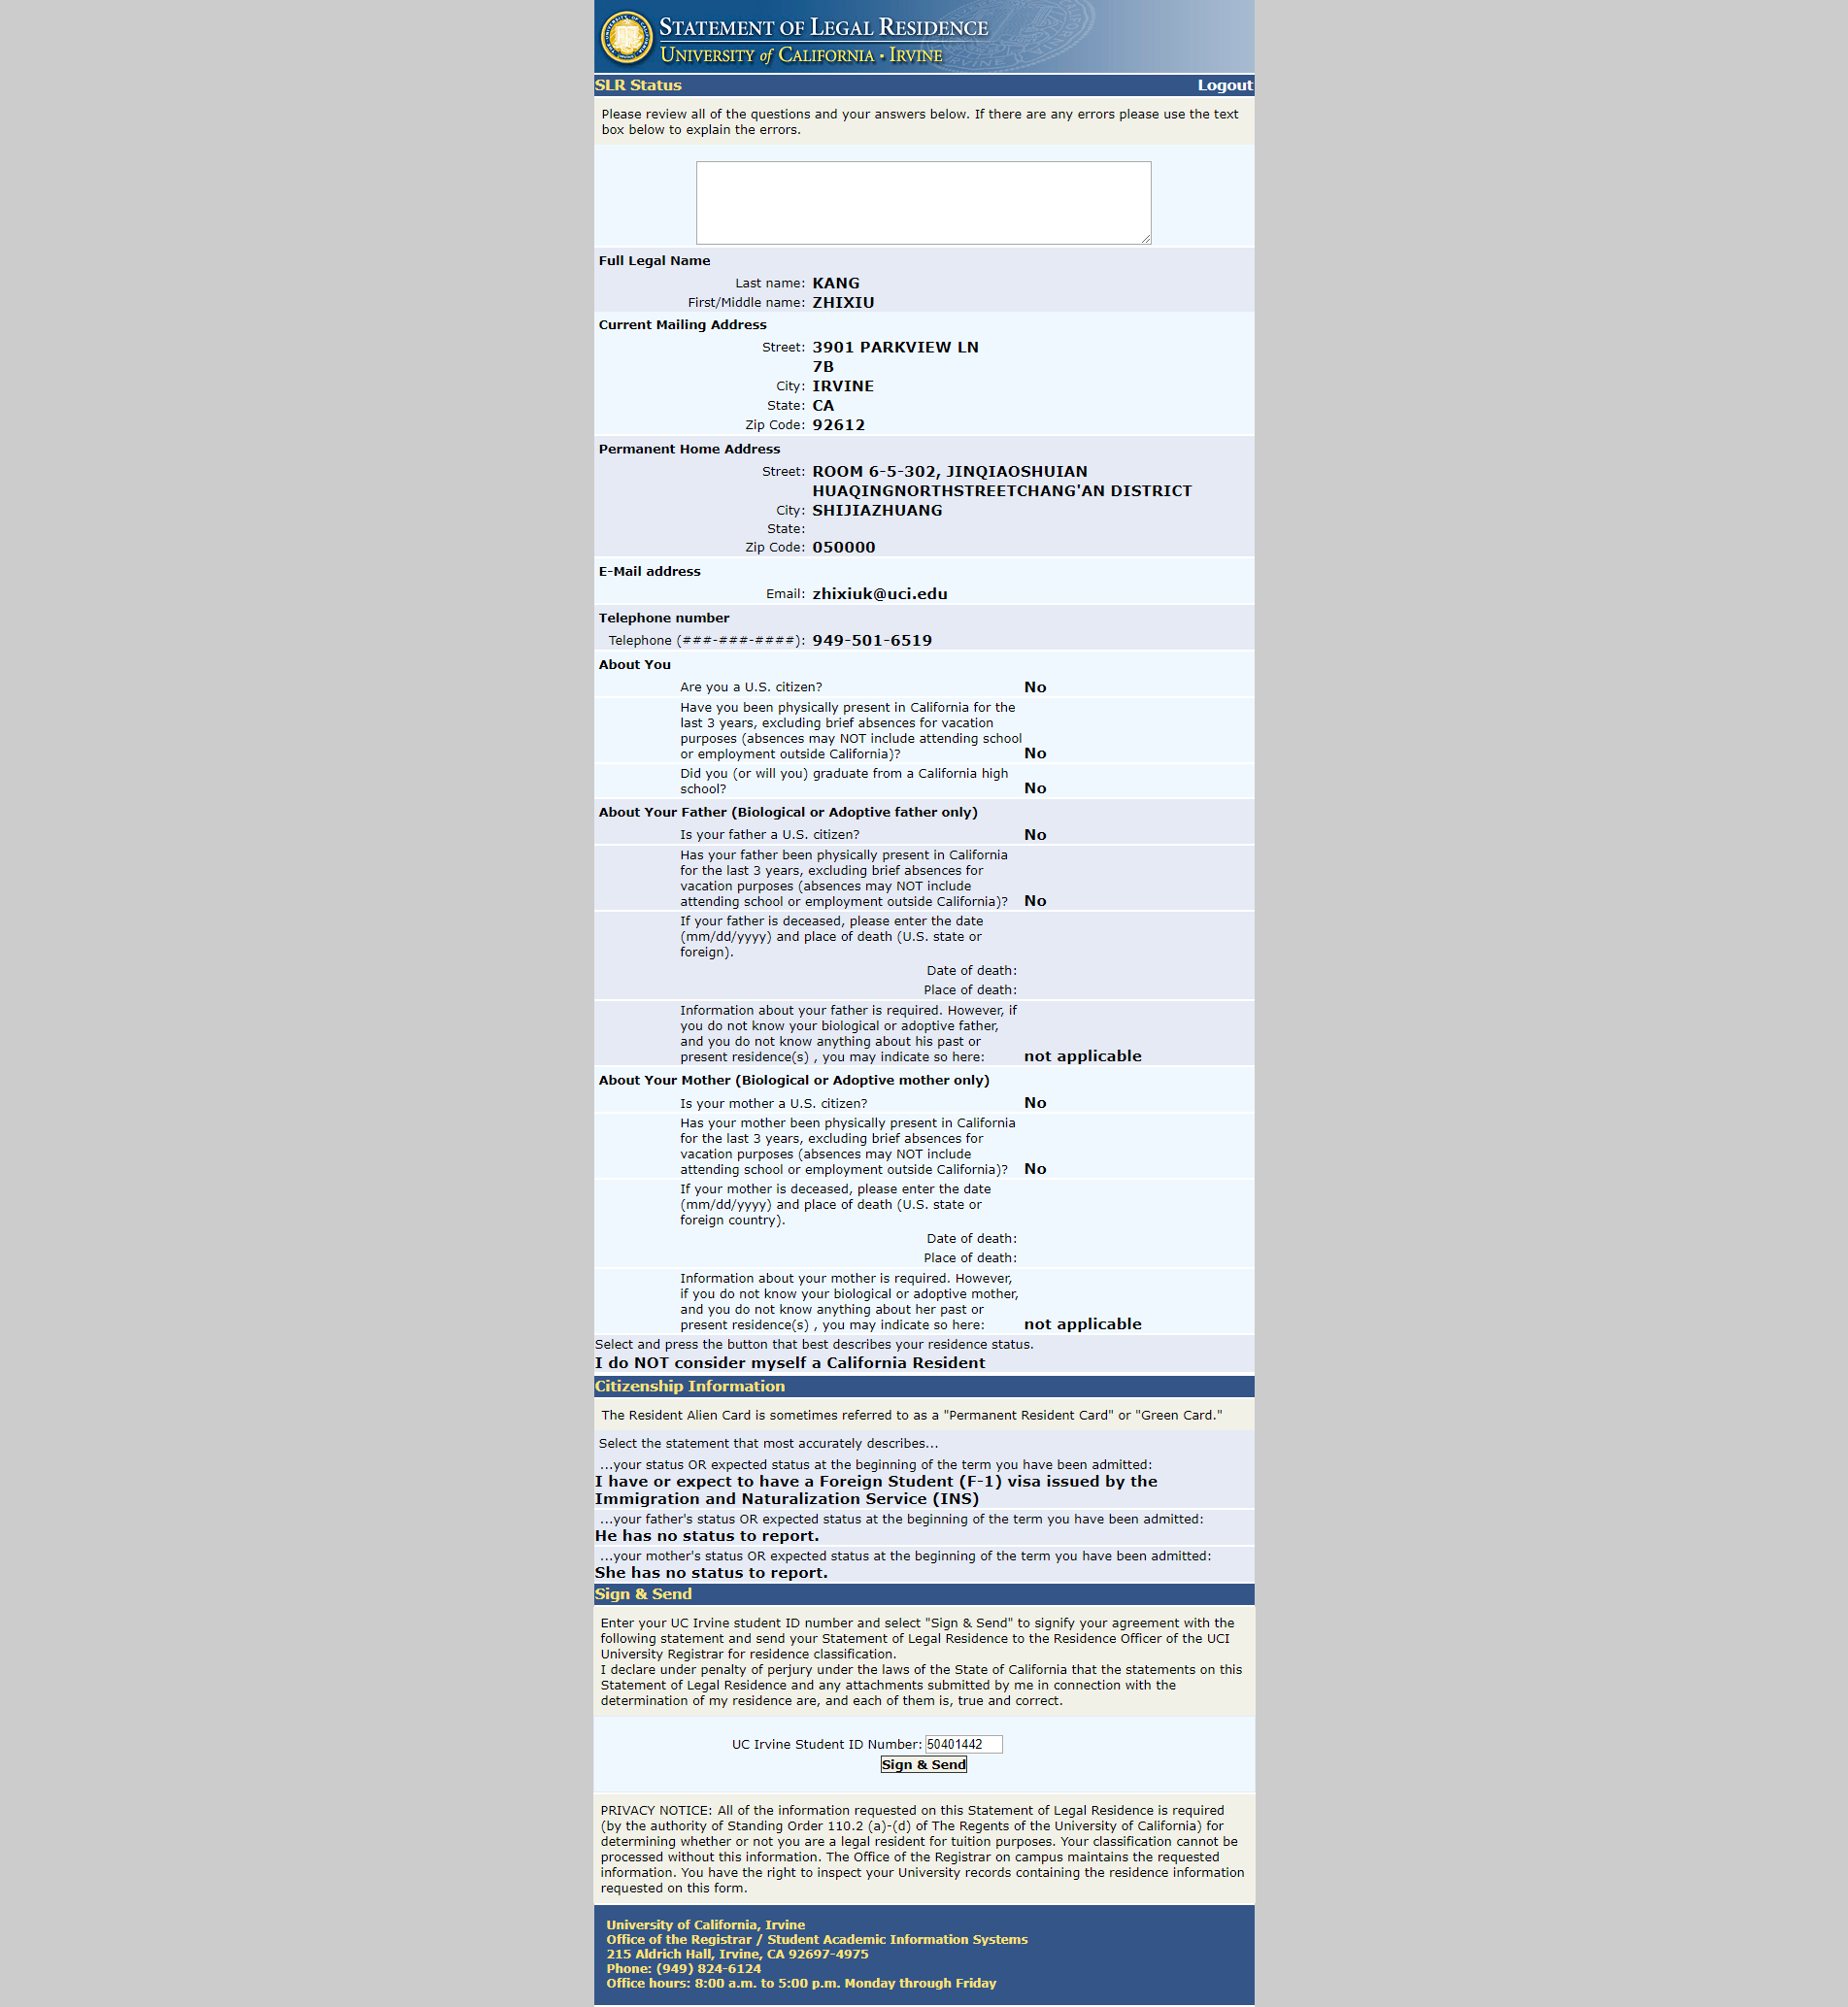 STATEMENT OF LEGAL RESIDENCE
UNIVERSITY of CALIFORNIA • IRVINE
SLR Status Logout
Please review all of the questions and your answers below. If there are any errors please use the text
box below to explain the errors.
Full Legal Name
Last name: KANG
First/Middle name: ZHIXIU
Current Mailing Address
Street: 3901 PARKVIEW LN
7B
City: IRVINE
State: CA
Zip Code: 92612
Permanent Home Address
Street: ROOM 6-5-302, JINQIAOSHUIAN
HUAQINGNORTHSTREETCHANG'AN DISTRICT
City: SHIJIAZHUANG
State:
Zip Code: 050000
E-Mail address
Email: zhixiuk@uci.edu
Telephone number
Telephone (###-###-####): 949-501-6519
About You
Are you a U.S. citizen? No
Have you been physically present in California for the
last 3 years, excluding brief absences for vacation
purposes (absences may NOT include attending school
or employment outside California)? No
Did you (or will you) graduate from a California high
school? No
About Your Father (Biological or Adoptive father only)
Is your father a U.S. citizen? No
Has your father been physically present in California
for the last 3 years, excluding brief absences for
vacation purposes (absences may NOT include
attending school or employment outside California)? No
If your father is deceased, please enter the date
(mm/dd/yyyy) and place of death (U.S. state or
foreign).
Date of death:
Place of death:
Information about your father is required. However, if
you do not know your biological or adoptive father,
and you do not know anything about his past or
present residence(s) , you may indicate so here: not applicable
About Your Mother (Biological or Adoptive mother only)
Is your mother a U.S. citizen? No
Has your mother been physically present in California
for the last 3 years, excluding brief absences for
vacation purposes (absences may NOT include
attending school or employment outside California)? No
If your mother is deceased, please enter the date
(mm/dd/yyyy) and place of death (U.S. state or
foreign country).
Date of death:
Place of death:
Information about your mother is required. However,
if you do not know your biological or adoptive mother,
and you do not know anything about her past or
present residence(s) , you may indicate so here: not applicable
Select and press the button that best describes your residence status.
I do NOT consider myself a California Resident
Citizenship Information
The Resident Alien Card is sometimes referred to as a "Permanent Resident Card" or "Green Card."
Select the statement that most accurately describes...
...your status OR expected status at the beginning of the term you have been admitted:
I have or expect to have a Foreign Student (F-1) visa issued by the
Immigration and Naturalization Service (INS)
...your father's status OR expected status at the beginning of the term you have been admitted:
He has no status to report.
...your mother's status OR expected status at the beginning of the term you have been admitted:
She has no status to report.
Sign & Send
Enter your UC Irvine student ID number and select "Sign & Send" to signify your agreement with the
following statement and send your Statement of Legal Residence to the Residence Officer of the UCI
University Registrar for residence classification.
I declare under penalty of perjury under the laws of the State of California that the statements on this
Statement of Legal Residence and any attachments submitted by me in connection with the
determination of my residence are, and each of them is, true and correct.
UC Irvine Student ID Number: 50401442
Sign & Send
PRIVACY NOTICE: All of the information requested on this Statement of Legal Residence is required
(by the authority of Standing Order 110.2 (a)-(d) of The Regents of the University of California) for
determining whether or not you are a legal resident for tuition purposes. Your classification cannot be
processed without this information. The Office of the Registrar on campus maintains the requested
information. You have the right to inspect your University records containing the residence information
requested on this form.
University of California, Irvine
Office of the Registrar / Student Academic Information Systems
215 Aldrich Hall, Irvine, CA 92697-4975
Phone: (949) 824-6124
Office hours: 8:00 a.m. to 5:00 p.m. Monday through Friday